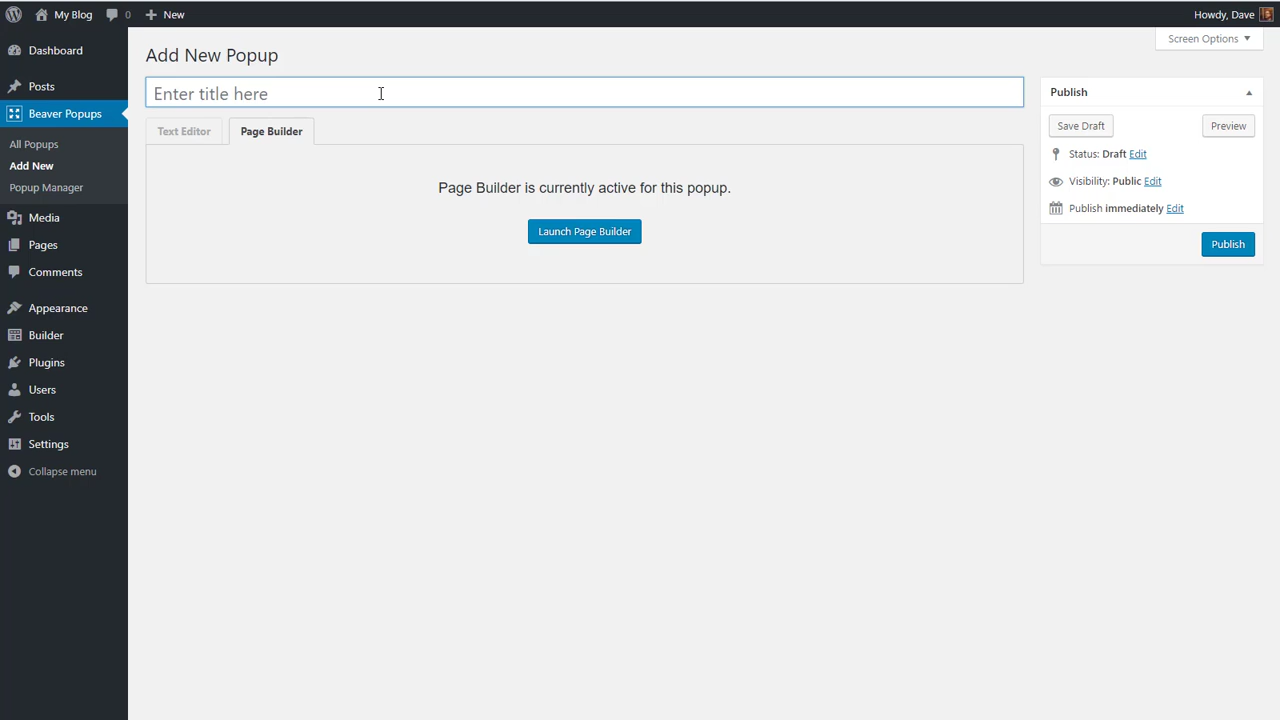 My Blog 0 New Howdy, Dave
Screen Options
Dashboard
Posts
Beaver Popups
All Popups
Add New
Popup Manager
Media
Pages
Comments
Appearance
Builder
Plugins
Users
Tools
Settings
Collapse menu
Add New Popup
Enter title here
Text Editor Page Builder
Page Builder is currently active for this popup.
Launch Page Builder
Publish
Save Draft Preview
Status: Draft Edit
Visibility: Public Edit
Publish immediately Edit
Publish